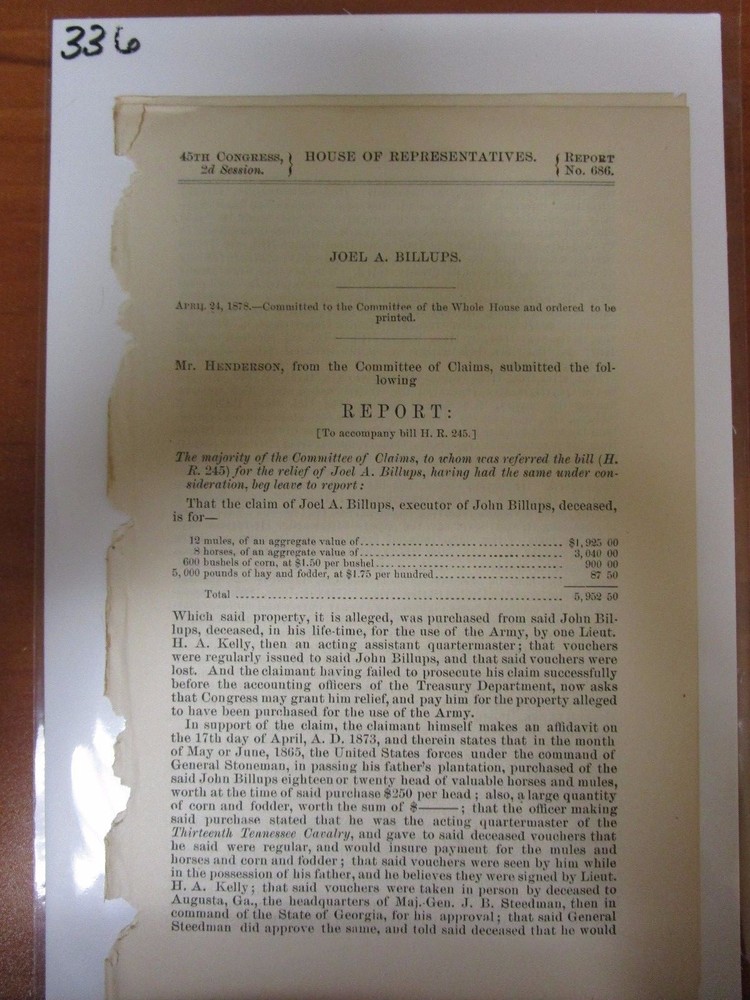 336
45TH CONGRESS, } HOUSE OF REPRESENTATIVES. { REPORT
2d Session. } { No. 686.
JOEL A. BILLUPS.
APRIL 24, 1878.—Committed to the Committee of the Whole House and ordered to be
printed.
Mr. HENDERSON, from the Committee of Claims, submitted the fol-
lowing
REPORT:
[To accompany bill H. R. 245.]
The majority of the Committee of Claims, to whom was referred the bill (H.
R. 245) for the relief of Joel A. Billups, having had the same under con-
sideration, beg leave to report:
That the claim of Joel A. Billups, executor of John Billups, deceased,
is for—
12 mules, of an aggregate value of........ $1,925 00
8 horses, of an aggregate value of........ 3,040 00
600 bushels of corn, at $1.50 per bushel........ 900 00
5,000 pounds of hay and fodder, at $1.75 per hundred........ 87 50
Total ........ 5,952 50
Which said property, it is alleged, was purchased from said John Bil-
lups, deceased, in his life-time, for the use of the Army, by one Lieut.
H. A. Kelly, then an acting assistant quartermaster; that vouchers
were regularly issued to said John Billups, and that said vouchers were
lost. And the claimant having failed to prosecute his claim successfully
before the accounting officers of the Treasury Department, now asks
that Congress may grant him relief, and pay him for the property alleged
to have been purchased for the use of the Army.
In support of the claim, the claimant himself makes an affidavit on
the 17th day of April, A. D. 1873, and therein states that in the month
of May or June, 1865, the United States forces under the command of
General Stoneman, in passing his father's plantation, purchased of the
said John Billups eighteen or twenty head of valuable horses and mules,
worth at the time of said purchase $250 per head; also, a large quantity
of corn and fodder, worth the sum of $———; that the officer making
said purchase stated that he was the acting quartermaster of the
Thirteenth Tennessee Cavalry, and gave to said deceased vouchers that
he said were regular, and would insure payment for the mules and
horses and corn and fodder; that said vouchers were seen by him while
in the possession of his father, and he believes they were signed by Lieut.
H. A. Kelly; that said vouchers were taken in person by deceased to
Augusta, Ga., the headquarters of Maj.-Gen. J. B. Steedman, then in
command of the State of Georgia, for his approval; that said General
Steedman did approve the same, and told said deceased that he would